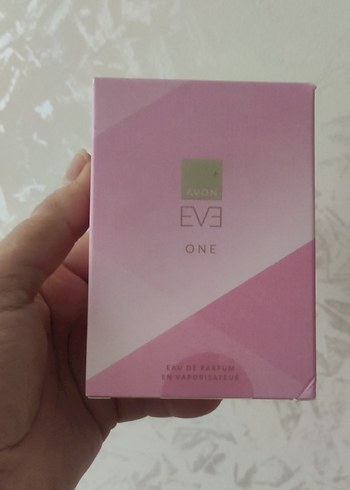 AVON
EVE
ONE
EAU DE PARFUM
EN VAPORISATEUR